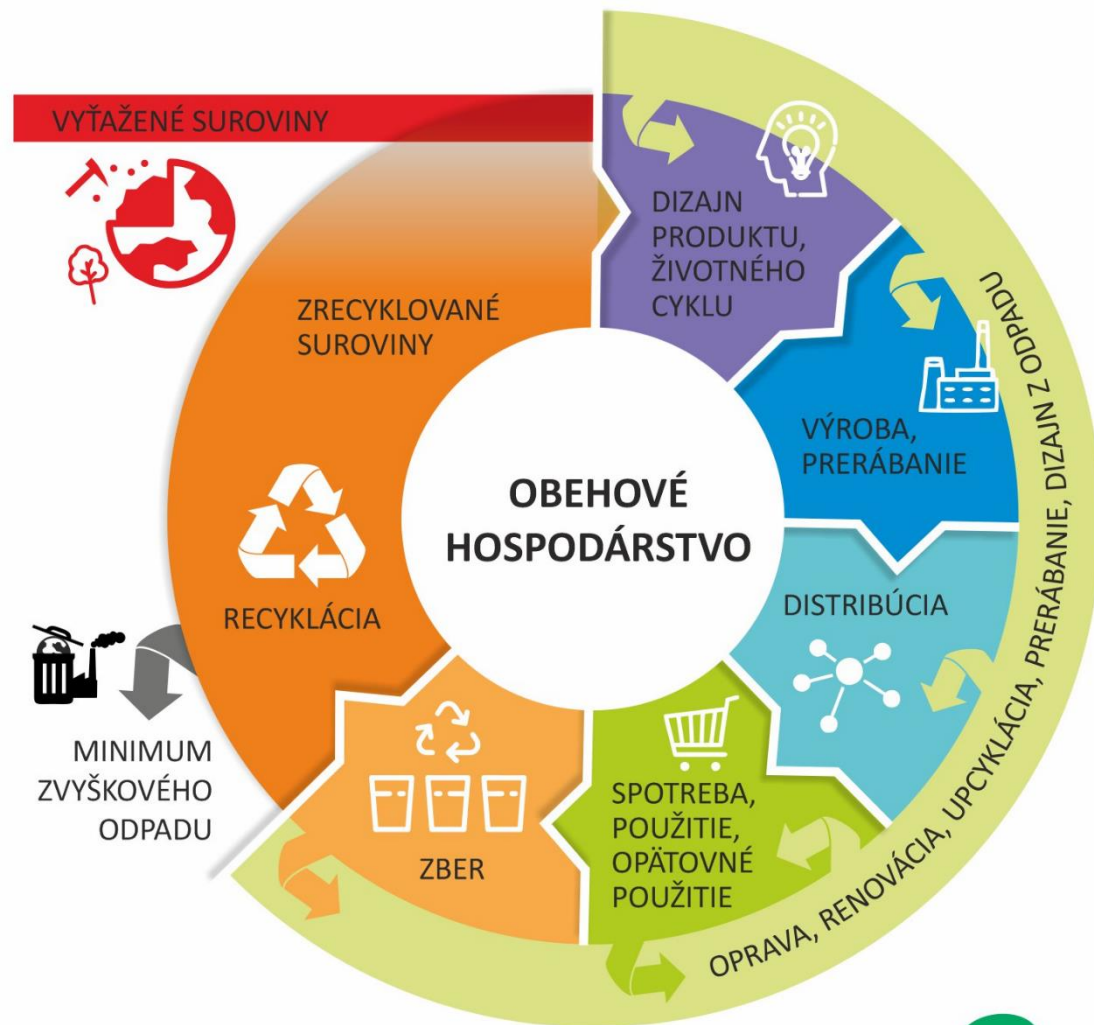 VYŤAŽENÉ SUROVINY
DIZAJN
PRODUKTU,
ŽIVOTNÉHO
CYKLU
ZRECYKLOVANÉ
SUROVINY
VÝROBA,
PRERÁBANIE
OBEHOVÉ
HOSPODÁRSTVO
DISTRIBÚCIA
RECYKLÁCIA
SPOTREBA,
POUŽITIE,
OPÄTOVNÉ
POUŽITIE
ZBER
MINIMUM
ZVYŠKOVÉHO
ODPADU
OPRAVA, RENOVÁCIA, UPCYKLÁCIA, PRERÁBANIE, DIZAJN Z ODPADU